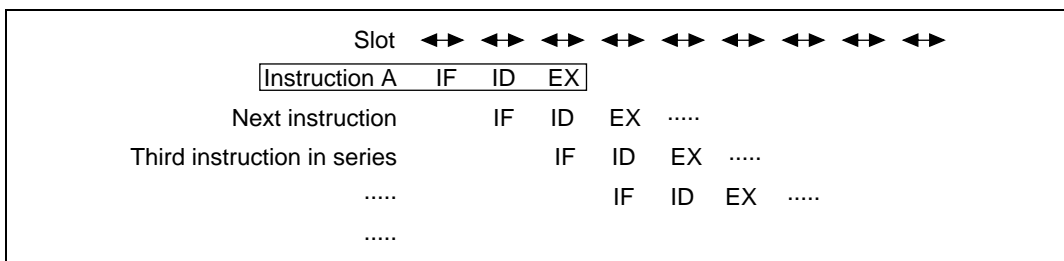 Slot
Instruction A IF ID EX
Next instruction IF ID EX .....
Third instruction in series IF ID EX .....
..... IF ID EX .....
.....